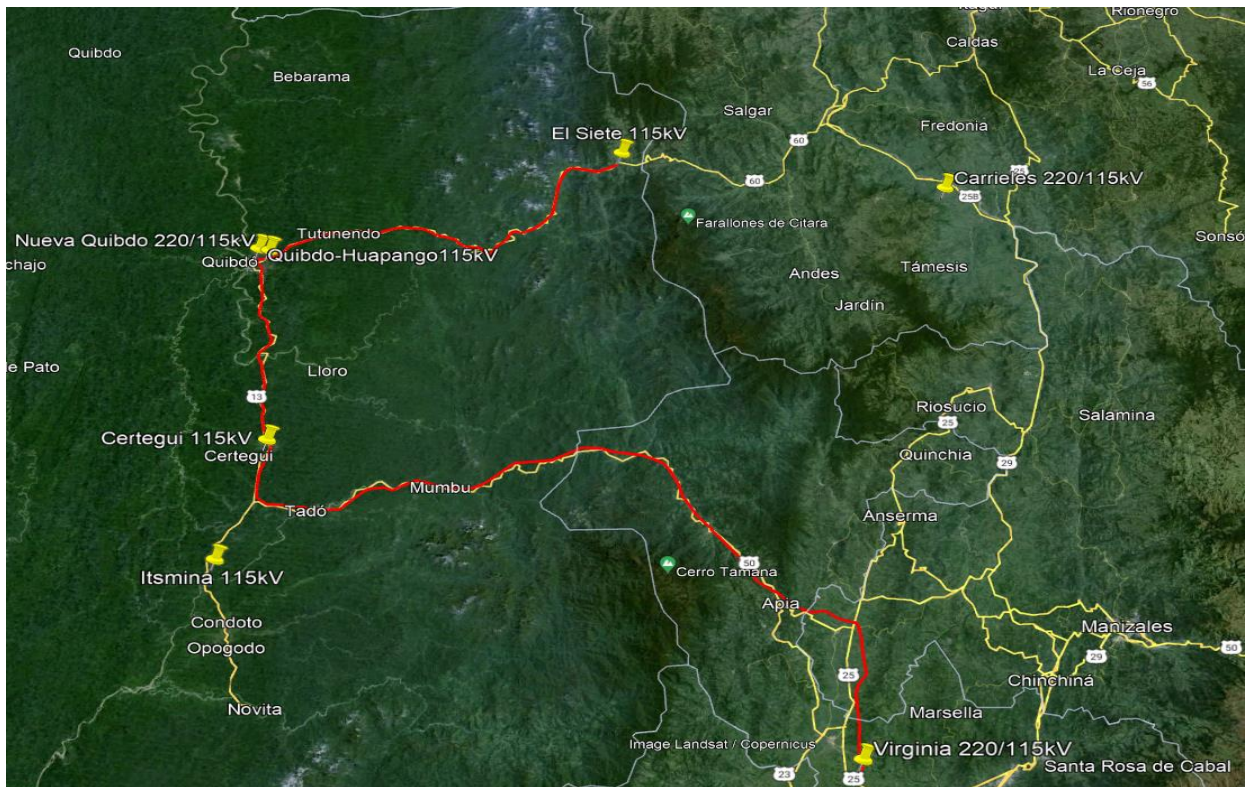 Rionegro
Quibdo
Caldas
Bebarama
La Ceja
56
Salgar
Fredonia
El Siete 115kV
60
60
Carrieles 220/115kV
25B
Farallones de Citara
Tutunendo
Nueva Quibdo 220/115kV
Quibdo-Huapango115kV
Quibdó
chajo
Sonsó
Andes
Támesis
Jardín
e Pato
Lloro
13
Riosucio
25
Salamina
Certegui 115kV
Certegui
Quinchia
29
Mumbu
Tadó
Anserma
Itsmina 115kV
50
Cerro Tamana
Apia
Condoto
Opogodo
Manizales
50
29
25
Chinchiná
Novita
Marsella
Image Landsat / Copernicus
Virginia 220/115kV
23
25
Santa Rosa de Cabal